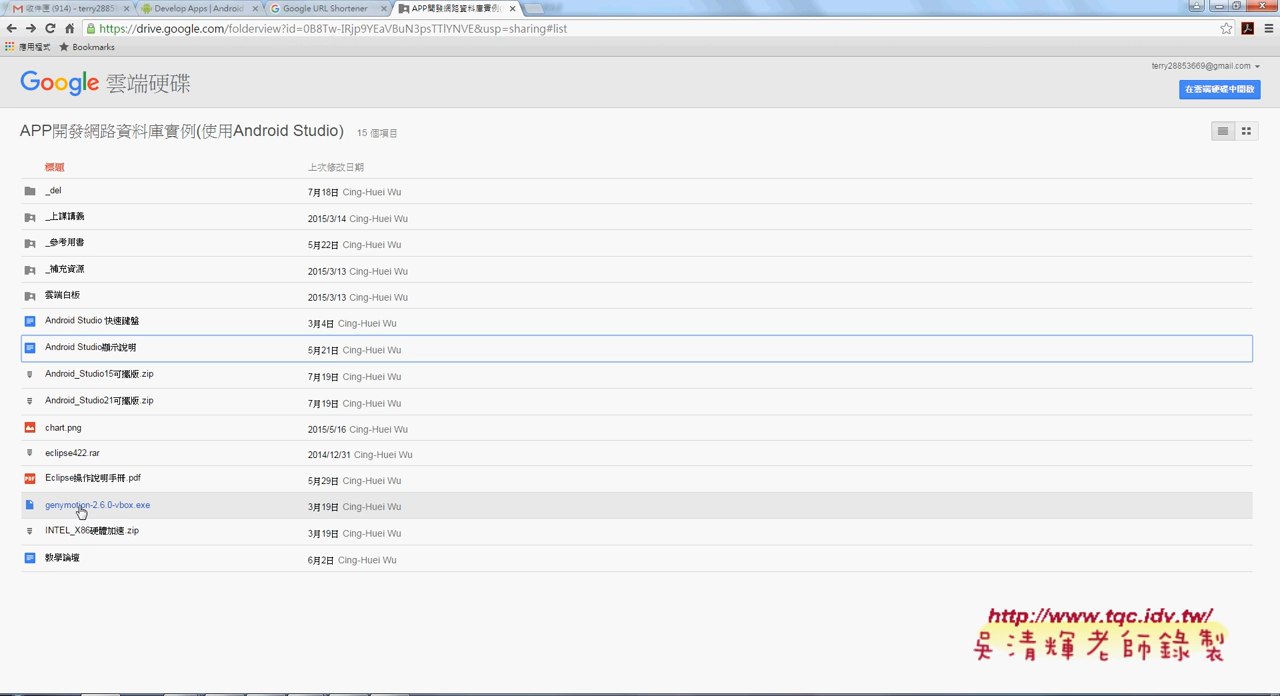 收件匣 (914) - terry2885
Develop Apps | Android
Google URL Shortener
APP開發網路資料庫實例
https://drive.google.com/folderview?id=0B8Tw-IRjp9YEaVBuN3psTTlYNVE&usp=sharing#list
應用程式 Bookmarks
terry28853669@gmail.com
Google 雲端硬碟
在雲端硬碟中開啟
APP開發網路資料庫實例(使用Android Studio) 15 個項目
標題 上次修改日期
_del 7月18日 Cing-Huei Wu
_上課講義 2015/3/14 Cing-Huei Wu
_參考用書 5月22日 Cing-Huei Wu
_補充資源 2015/3/13 Cing-Huei Wu
雲端白板 2015/3/13 Cing-Huei Wu
Android Studio 快速鍵盤 3月4日 Cing-Huei Wu
Android Studio顯示說明 5月21日 Cing-Huei Wu
Android_Studio15可攜版.zip 7月19日 Cing-Huei Wu
Android_Studio21可攜版.zip 7月19日 Cing-Huei Wu
chart.png 2015/5/16 Cing-Huei Wu
eclipse422.rar 2014/12/31 Cing-Huei Wu
PDF Eclipse操作說明手冊.pdf 5月29日 Cing-Huei Wu
genymotion-2.6.0-vbox.exe 3月19日 Cing-Huei Wu
INTEL_X86硬體加速.zip 3月19日 Cing-Huei Wu
教學論壇 6月2日 Cing-Huei Wu
http://www.tqc.idv.tw/
吳清輝老師錄製